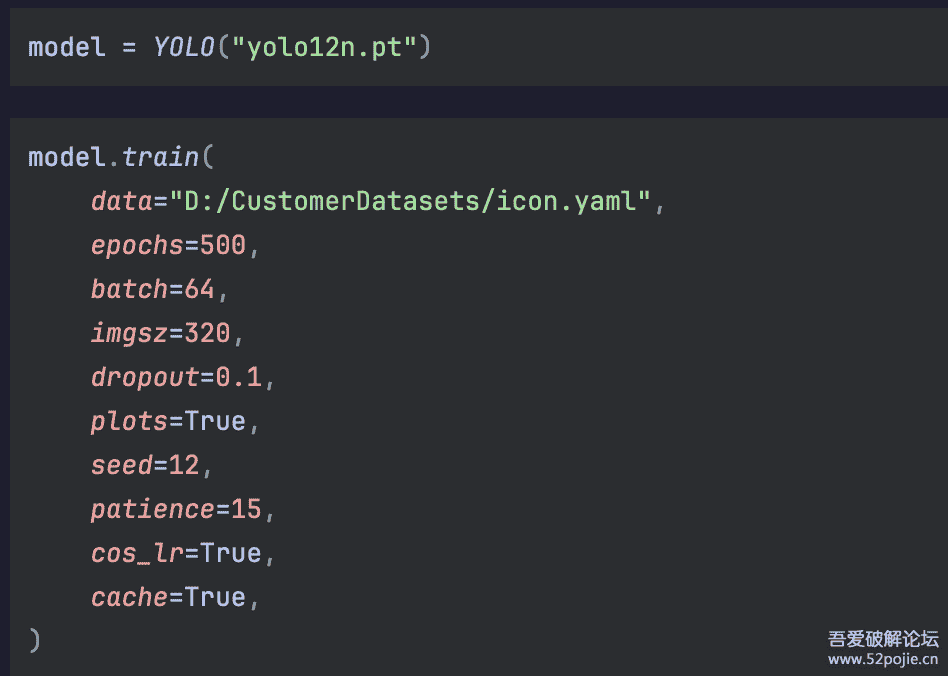 model = YOLO("yolo12n.pt")
model.train(
    data="D:/CustomerDatasets/icon.yaml",
    epochs=500,
    batch=64,
    imgsz=320,
    dropout=0.1,
    plots=True,
    seed=12,
    patience=15,
    cos_lr=True,
    cache=True,
)
吾爱破解论坛
www.52pojie.cn